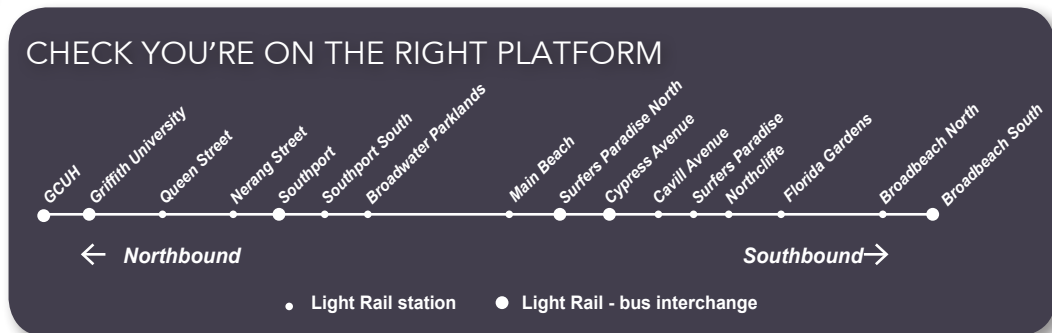 CHECK YOU'RE ON THE RIGHT PLATFORM
GCUH
Griffith University
Queen Street
Nerang Street
Southport
Southport South
Broadwater Parklands
Main Beach
Surfers Paradise North
Cypress Avenue
Cavill Avenue
Surfers Paradise
Northcliffe
Florida Gardens
Broadbeach North
Broadbeach South
← Northbound
Southbound→
Light Rail station
Light Rail - bus interchange